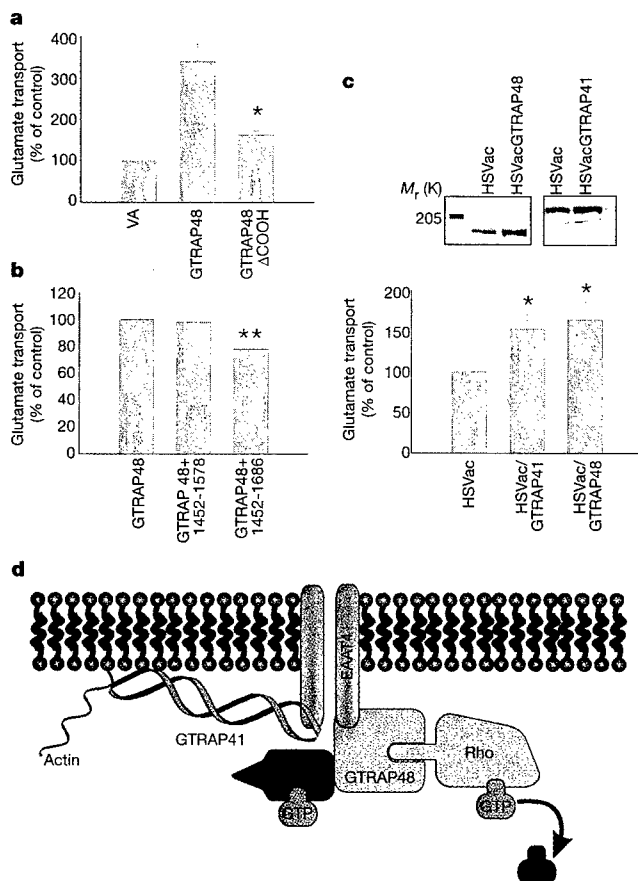 a
Glutamate transport
(% of control)
400
300
200
100
0
*
VA
GTRAP48
GTRAP48
ΔCOOH
b
Glutamate transport
(% of control)
120
100
80
60
40
20
0
**
GTRAP48
GTRAP 48+
1452-1578
GTRAP48+
1452-1686
c
HSVac
HSVacGTRAP48
HSVac
HSVacGTRAP41
Mr (K)
205
Glutamate transport
(% of control)
200
150
100
50
0
*
*
HSVac
HSVac/
GTRAP41
HSVac/
GTRAP48
d
EAAT4
Actin
GTRAP41
GTRAP48
Rho
GTP
GTP